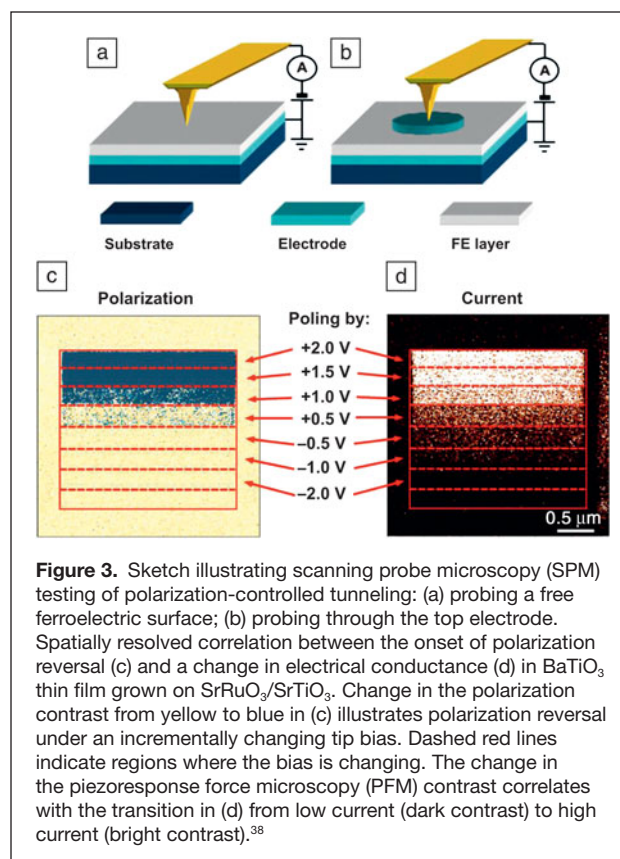 a
b
A
A
Substrate
Electrode
FE layer
c
d
Polarization
Current
Poling by:
+2.0 V
+1.5 V
+1.0 V
+0.5 V
–0.5 V
–1.0 V
–2.0 V
0.5 µm
Figure 3. Sketch illustrating scanning probe microscopy (SPM)
testing of polarization-controlled tunneling: (a) probing a free
ferroelectric surface; (b) probing through the top electrode.
Spatially resolved correlation between the onset of polarization
reversal (c) and a change in electrical conductance (d) in BaTiO₃
thin film grown on SrRuO₃/SrTiO₃. Change in the polarization
contrast from yellow to blue in (c) illustrates polarization reversal
under an incrementally changing tip bias. Dashed red lines
indicate regions where the bias is changing. The change in
the piezoresponse force microscopy (PFM) contrast correlates
with the transition in (d) from low current (dark contrast) to high
current (bright contrast).³⁸